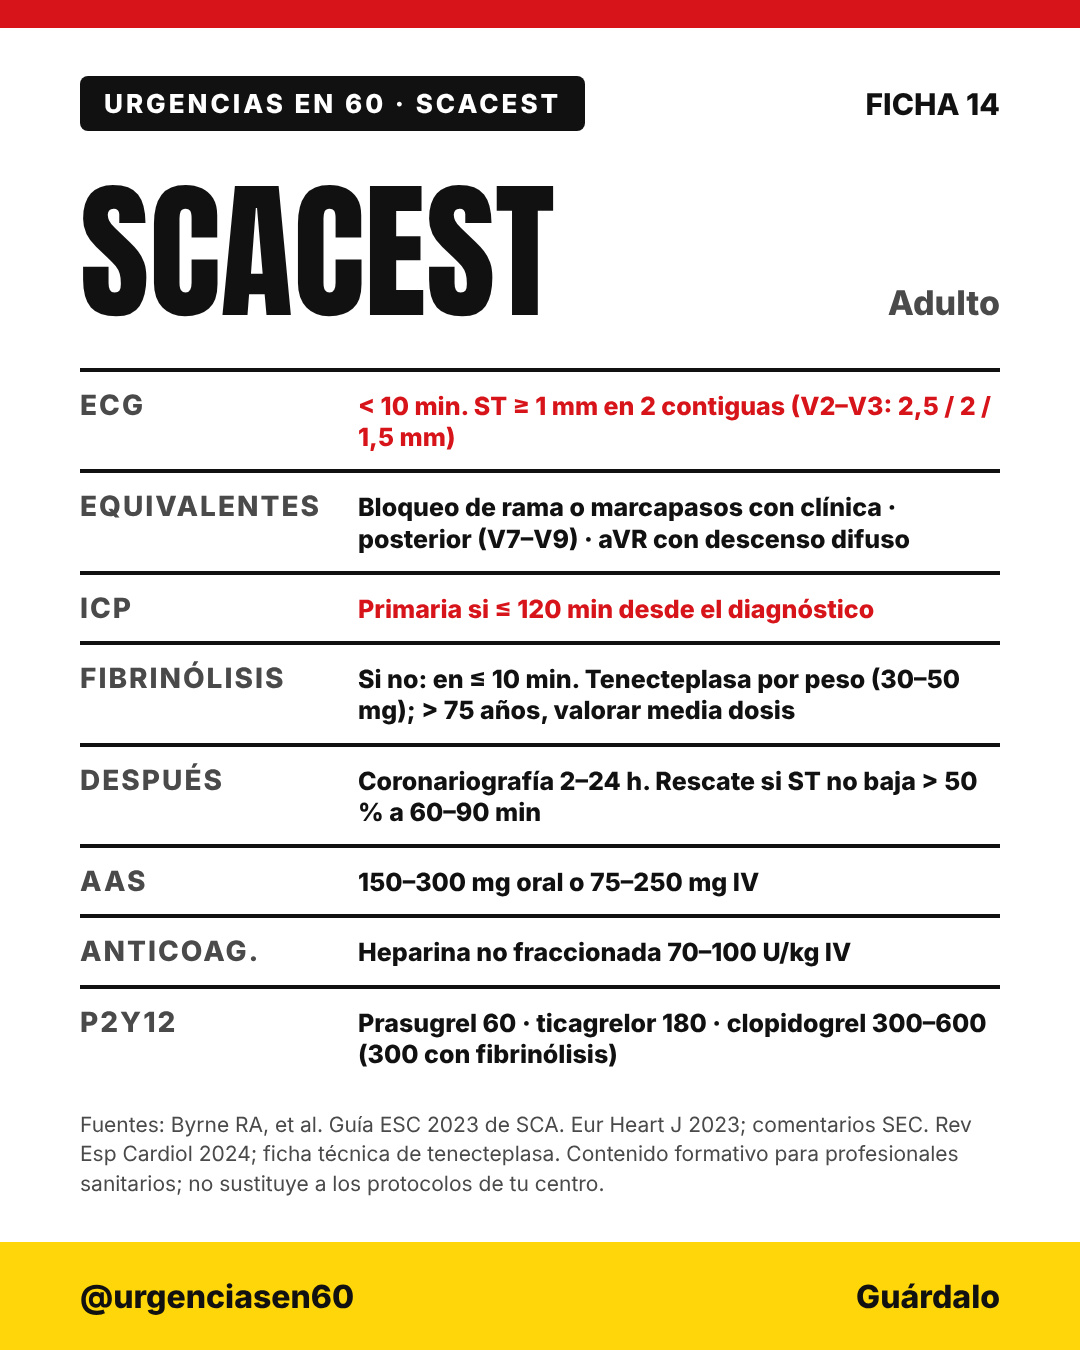 URGENCIAS EN 60 · SCACEST
FICHA 14
SCACEST
Adulto
ECG
< 10 min. ST ≥ 1 mm en 2 contiguas (V2–V3: 2,5 / 2 /
1,5 mm)
EQUIVALENTES
Bloqueo de rama o marcapasos con clínica ·
posterior (V7–V9) · aVR con descenso difuso
ICP
Primaria si ≤ 120 min desde el diagnóstico
FIBRINÓLISIS
Si no: en ≤ 10 min. Tenecteplasa por peso (30–50
mg); > 75 años, valorar media dosis
DESPUÉS
Coronariografía 2–24 h. Rescate si ST no baja > 50
% a 60–90 min
AAS
150–300 mg oral o 75–250 mg IV
ANTICOAG.
Heparina no fraccionada 70–100 U/kg IV
P2Y12
Prasugrel 60 · ticagrelor 180 · clopidogrel 300–600
(300 con fibrinólisis)
Fuentes: Byrne RA, et al. Guía ESC 2023 de SCA. Eur Heart J 2023; comentarios SEC. Rev
Esp Cardiol 2024; ficha técnica de tenecteplasa. Contenido formativo para profesionales
sanitarios; no sustituye a los protocolos de tu centro.
@urgenciasen60
Guárdalo